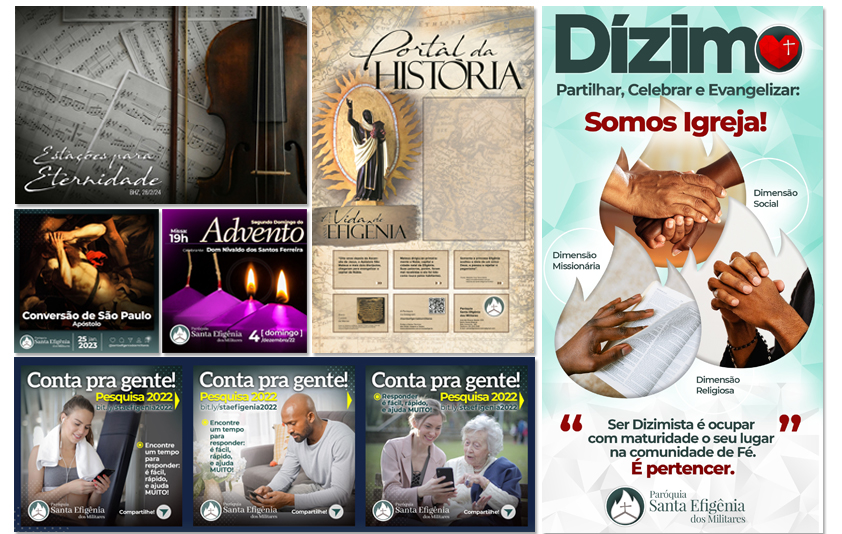 Estações para
Eternidade
BHZ, 26/2/24
Portal da
HISTÓRIA
A Vida de
EFIGÊNIA
Paróquia
Santa Efigênia
dos Militares
Dízimo
Partilhar, Celebrar e Evangelizar:
Somos Igreja!
Dimensão
Social
Dimensão
Missionária
Dimensão
Religiosa
“ Ser Dizimista é ocupar ”
com maturidade o seu lugar
na comunidade de Fé.
É pertencer.
Paróquia
Santa Efigênia
dos Militares
Conversão de São Paulo
Apóstolo
Paróquia
Santa Efigênia
dos Militares
25 Jan
2023
Missa:
19h
Segundo Domingo do
Advento
Celebrante:
Dom Nivaldo dos Santos Ferreira
Paróquia
Santa Efigênia
dos Militares
4 [ domingo ]
/dezembro/22
Conta pra gente!
Pesquisa 2022
bit.ly/staefigenia2022
Encontre
um tempo
para
responder:
é fácil,
rápido,
e ajuda
MUITO!
Paróquia
Santa Efigênia
dos Militares
Compartilhe!
Conta pra gente!
Pesquisa 2022
bit.ly/staefigenia2022
Encontre
um tempo
para
responder:
é fácil,
rápido,
e ajuda
MUITO!
Paróquia
Santa Efigênia
dos Militares
Compartilhe!
Conta pra gente!
Pesquisa 2022
bit.ly/staefigenia2022
Responder
é fácil, rápido,
e ajuda MUITO!
Paróquia
Santa Efigênia
dos Militares
Compartilhe!